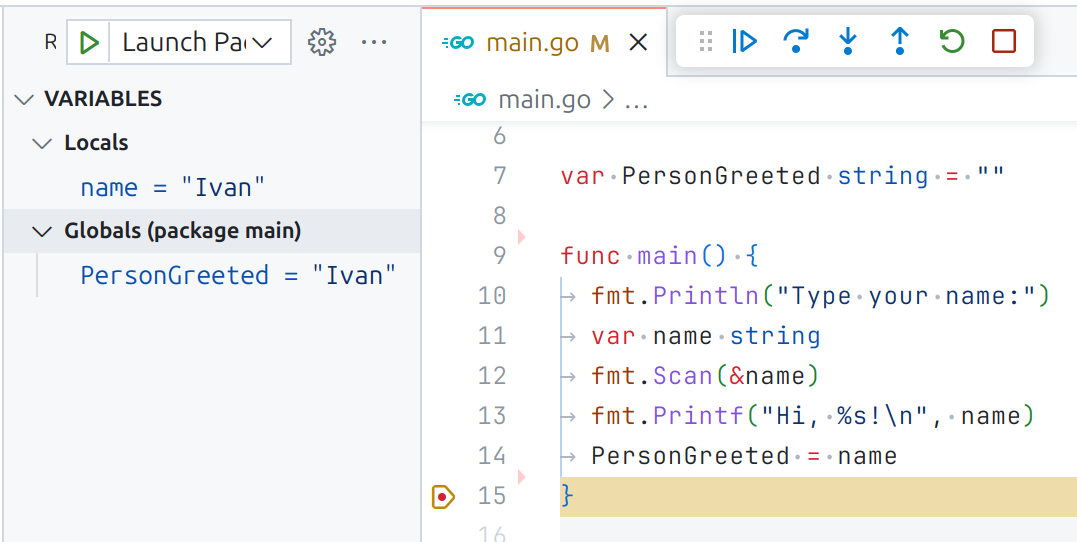 R Launch Pac
VARIABLES
Locals
name = "Ivan"
Globals (package main)
PersonGreeted = "Ivan"
GO main.go M
GO main.go > ...
6
7 var PersonGreeted string = ""
8
9 func main() {
10 fmt.Println("Type your name:")
11 var name string
12 fmt.Scan(&name)
13 fmt.Printf("Hi, %s!\n", name)
14 PersonGreeted = name
15 }
16